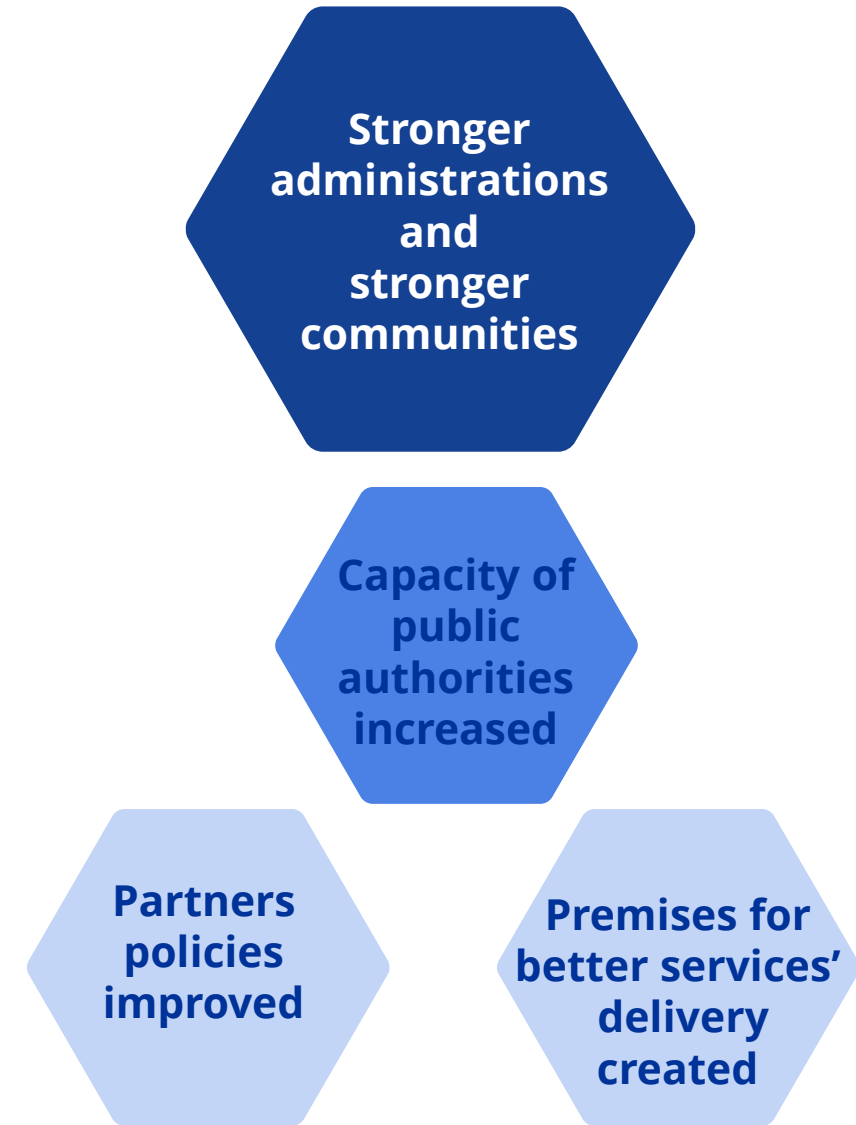 Stronger
administrations
and
stronger
communities
Capacity of
public
authorities
increased
Partners
policies
improved
Premises for
better services’
delivery
created